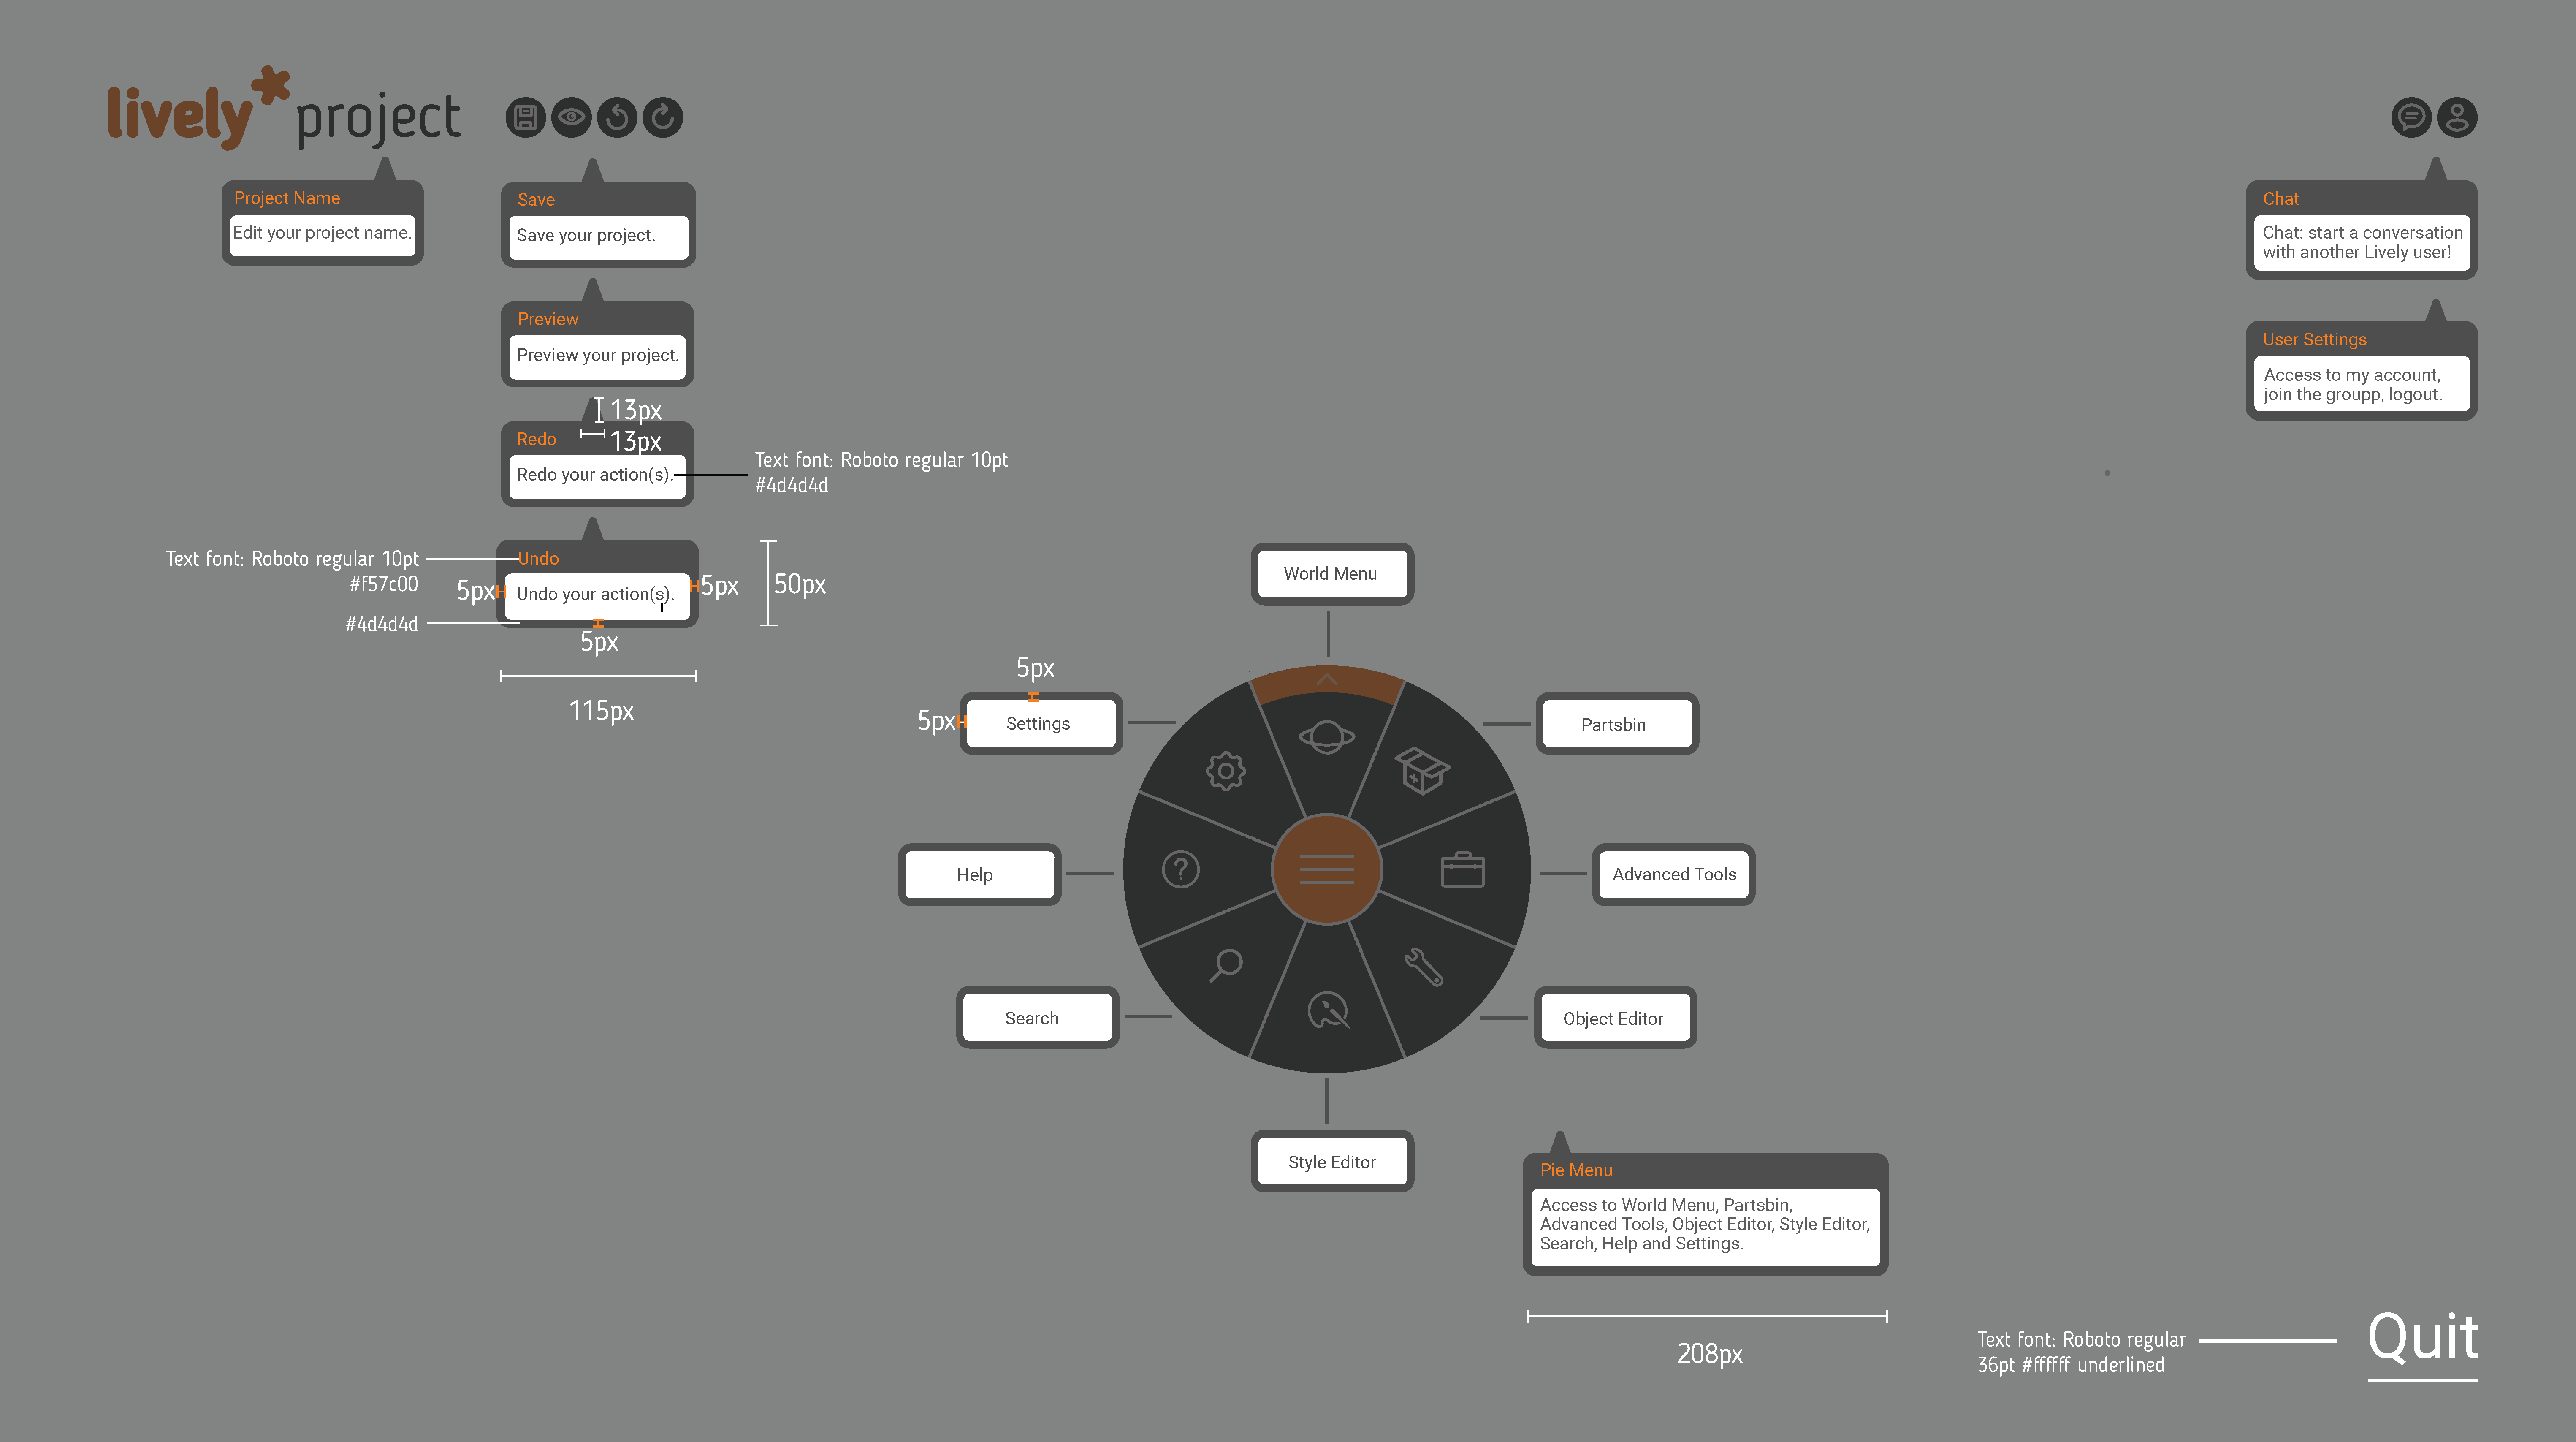 lively*project
Project Name
Edit your project name.
Save
Save your project.
Preview
Preview your project.
13px
13px
Redo
Redo your action(s).
Text font: Roboto regular 10pt
#4d4d4d
Text font: Roboto regular 10pt
#f57c00
#4d4d4d
Undo
Undo your action(s).
5px
5px
5px
50px
115px
Chat
Chat: start a conversation
with another Lively user!
User Settings
Access to my account,
join the groupp, logout.
World Menu
5px
5px
Settings
Partsbin
Help
?
Advanced Tools
Search
Object Editor
Style Editor
Pie Menu
Access to World Menu, Partsbin,
Advanced Tools, Object Editor, Style Editor,
Search, Help and Settings.
208px
Text font: Roboto regular
36pt #ffffff underlined
Quit